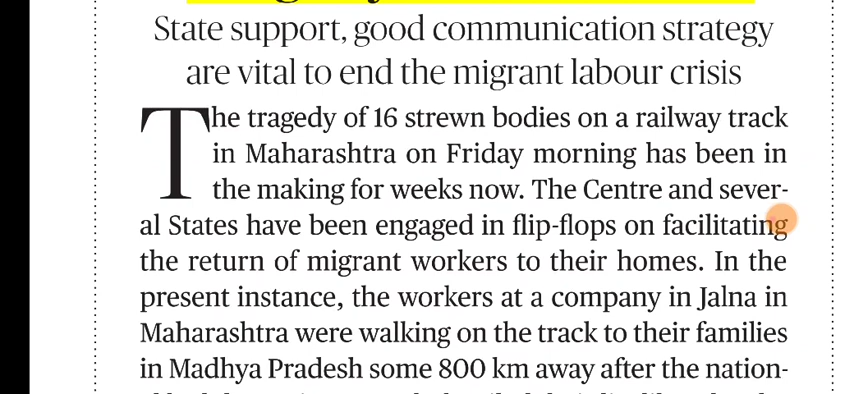 State support, good communication strategy
are vital to end the migrant labour crisis
The tragedy of 16 strewn bodies on a railway track
in Maharashtra on Friday morning has been in
the making for weeks now. The Centre and sever-
al States have been engaged in flip-flops on facilitating
the return of migrant workers to their homes. In the
present instance, the workers at a company in Jalna in
Maharashtra were walking on the track to their families
in Madhya Pradesh some 800 km away after the nation-